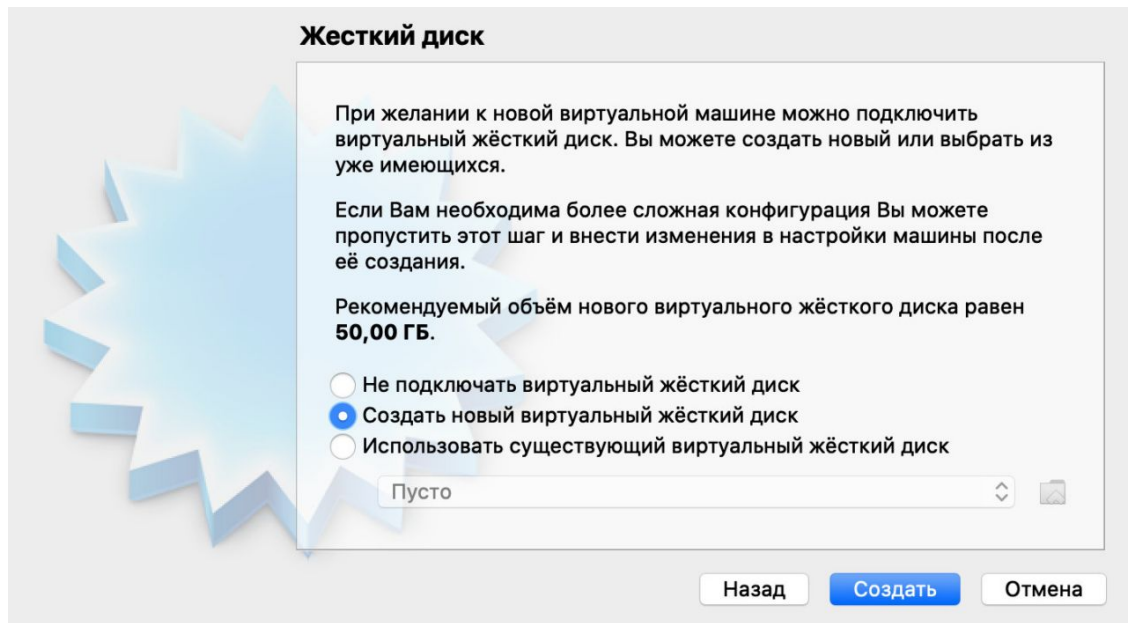 Жесткий диск
При желании к новой виртуальной машине можно подключить
виртуальный жёсткий диск. Вы можете создать новый или выбрать из
уже имеющихся.
Если Вам необходима более сложная конфигурация Вы можете
пропустить этот шаг и внести изменения в настройки машины после
её создания.
Рекомендуемый объём нового виртуального жёсткого диска равен
50,00 ГБ.
Не подключать виртуальный жёсткий диск
Создать новый виртуальный жёсткий диск
Использовать существующий виртуальный жёсткий диск
Пусто
Назад Создать Отмена